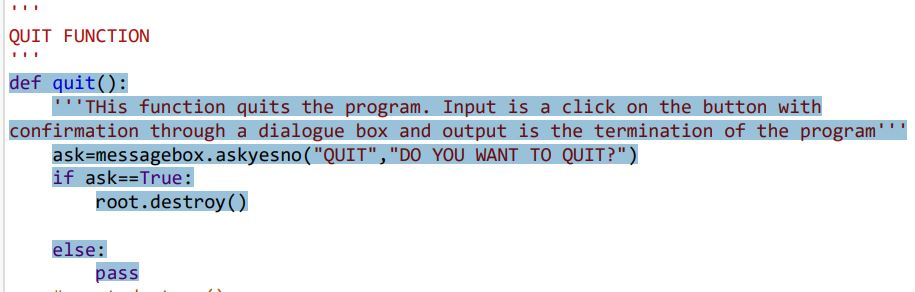 '''
QUIT FUNCTION
'''
def quit():
'''THis function quits the program. Input is a click on the button with
confirmation through a dialogue box and output is the termination of the program'''
ask=messagebox.askyesno("QUIT","DO YOU WANT TO QUIT?")
if ask==True:
root.destroy()
else:
pass